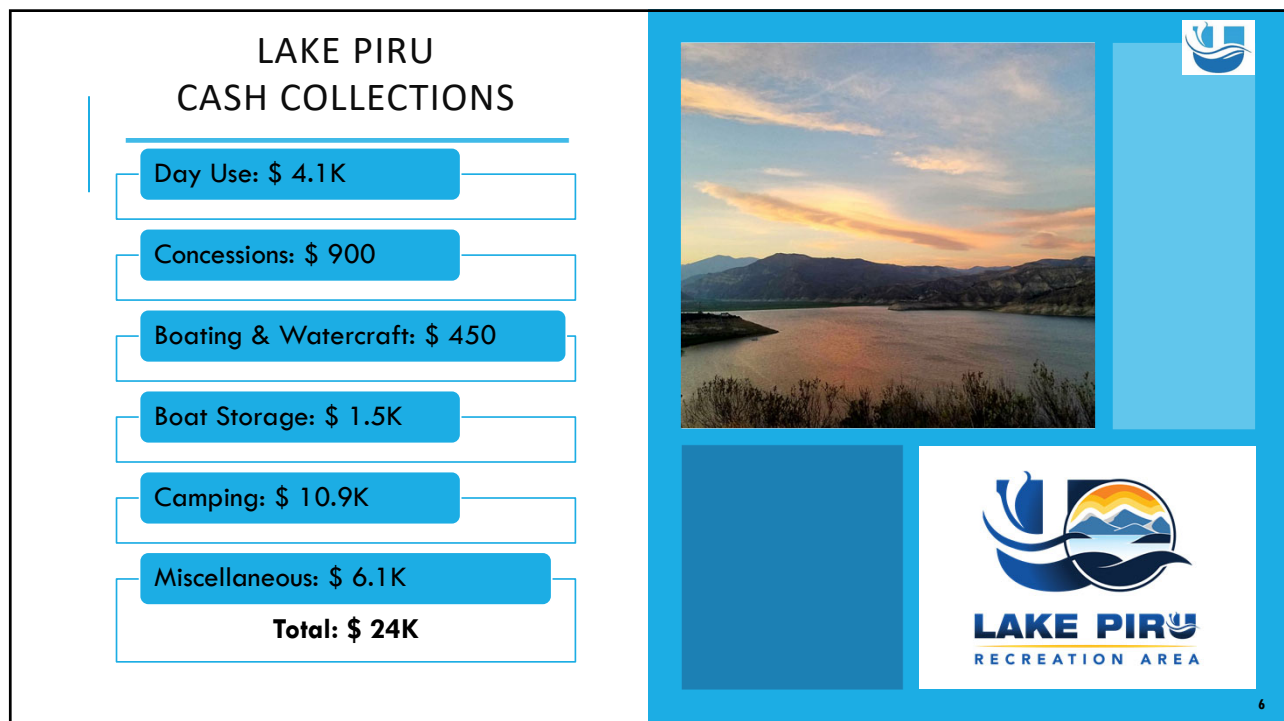 LAKE PIRU
CASH COLLECTIONS
Day Use: $ 4.1K
Concessions: $ 900
Boating & Watercraft: $ 450
Boat Storage: $ 1.5K
Camping: $ 10.9K
Miscellaneous: $ 6.1K
Total: $ 24K
LAKE PIRU
RECREATION AREA
6